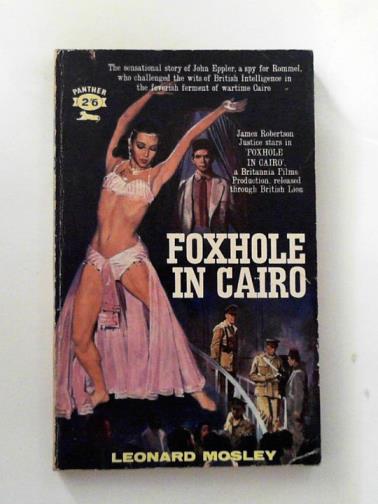 The sensational story of John Eppler, a spy for Rommel,
who challenged the wits of British Intelligence in
the feverish ferment of wartime Cairo
PANTHER
2'6
James Robertson
Justice stars in
'FOXHOLE
IN CAIRO',
a Britannia Films
Production, released
through British Lion
FOXHOLE
IN CAIRO
LEONARD MOSLEY